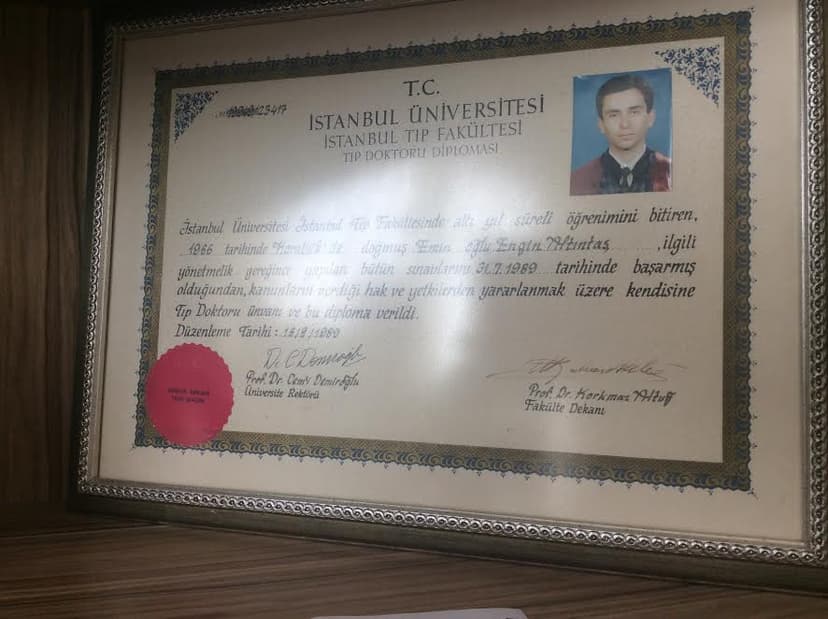 T.C.
İSTANBUL ÜNİVERSİTESİ
İSTANBUL TIP FAKÜLTESİ
TIP DOKTORU DİPLOMASI
İstanbul Üniversitesi İstanbul Tıp Fakültesinde altı yıl süreli öğrenimini bitiren,
1966 tarihinde doğmuş Emin oğlu Engin Altıntaş, ilgili
yönetmelik gereğince yapılan bütün sınavlarını 31.7.1989 tarihinde başarmış
olduğundan, kanunların verdiği hak ve yetkilerden yararlanmak üzere kendisine
Tıp Doktoru ünvanı ve bu diploma verildi.
Düzenleme Tarihi :
Prof. Dr. Cem'i Demiroğlu
Üniversite Rektörü
Prof. Dr. Korkmaz Altuğ
Fakülte Dekanı